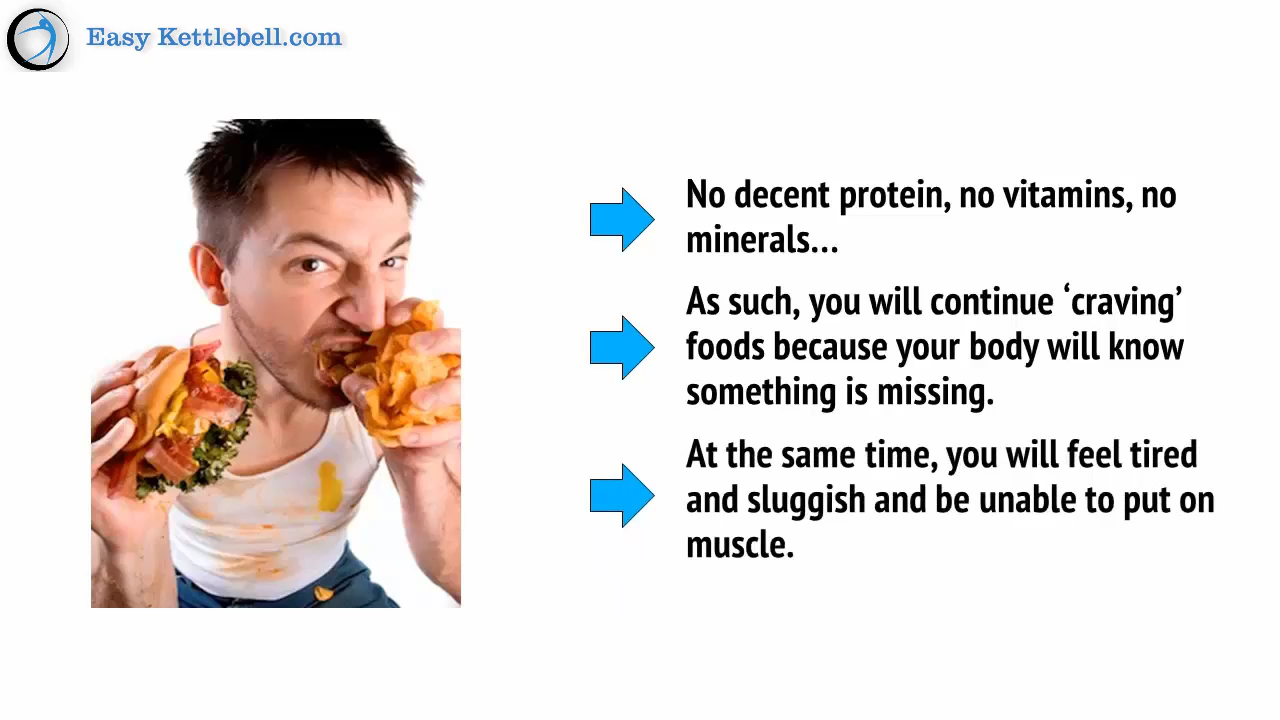 Easy Kettlebell.com
No decent protein, no vitamins, no
minerals...
As such, you will continue ‘craving’
foods because your body will know
something is missing.
At the same time, you will feel tired
and sluggish and be unable to put on
muscle.